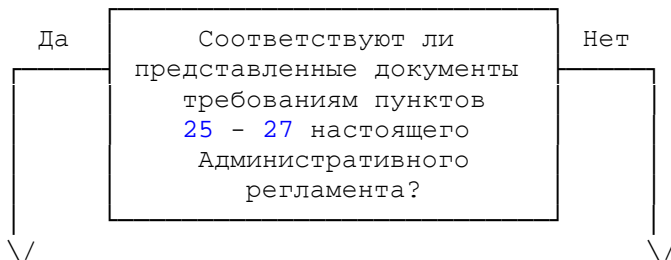 Да Соответствуют ли Нет
представленные документы
требованиям пунктов
25 - 27 настоящего
Административного
регламента?